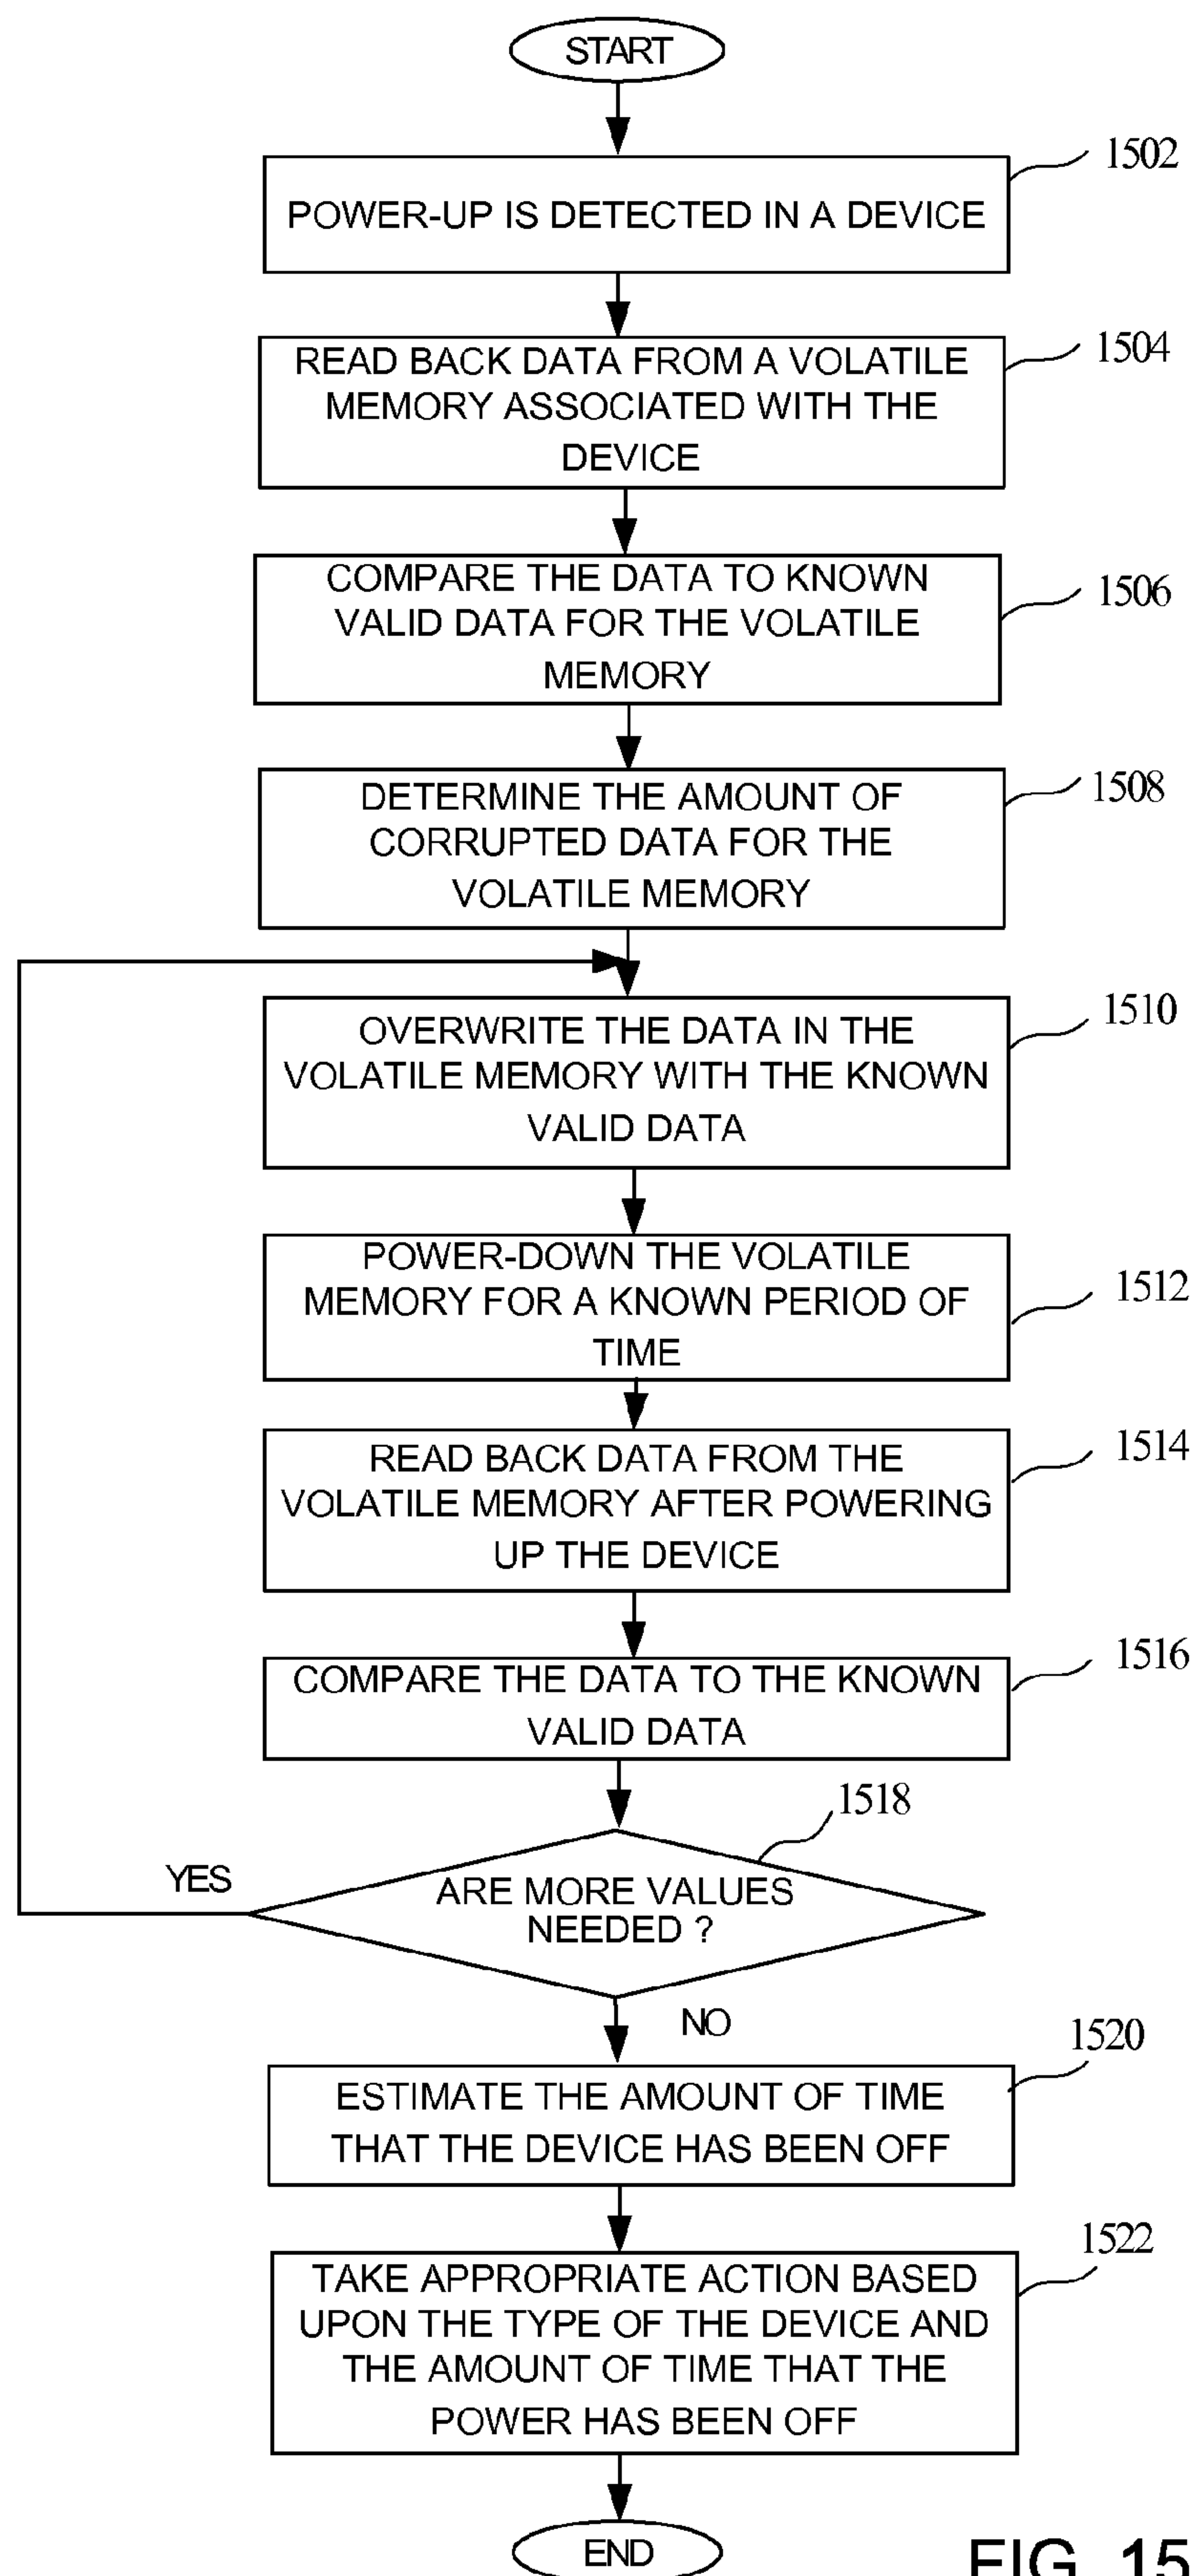 START
1502
POWER-UP IS DETECTED IN A DEVICE
1504
READ BACK DATA FROM A VOLATILE
MEMORY ASSOCIATED WITH THE
DEVICE
1506
COMPARE THE DATA TO KNOWN
VALID DATA FOR THE VOLATILE
MEMORY
1508
DETERMINE THE AMOUNT OF
CORRUPTED DATA FOR THE
VOLATILE MEMORY
1510
OVERWRITE THE DATA IN THE
VOLATILE MEMORY WITH THE KNOWN
VALID DATA
1512
POWER-DOWN THE VOLATILE
MEMORY FOR A KNOWN PERIOD OF
TIME
1514
READ BACK DATA FROM THE
VOLATILE MEMORY AFTER POWERING
UP THE DEVICE
1516
COMPARE THE DATA TO THE KNOWN
VALID DATA
1518
YES
ARE MORE VALUES
NEEDED ?
NO
1520
ESTIMATE THE AMOUNT OF TIME
THAT THE DEVICE HAS BEEN OFF
1522
TAKE APPROPRIATE ACTION BASED
UPON THE TYPE OF THE DEVICE AND
THE AMOUNT OF TIME THAT THE
POWER HAS BEEN OFF
END
FIG. 15